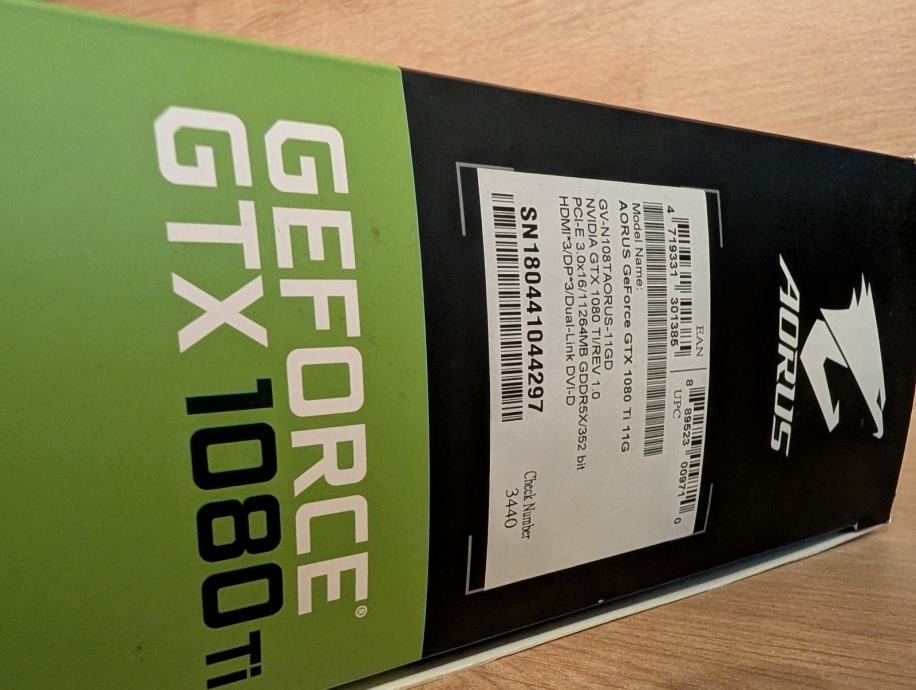 AORUS
EAN
UPC
4 719331 301385
8 89523 00971 0
Model Name:
AORUS GeForce GTX 1080 Ti 11G
GV-N108TAORUS-11GD
NVIDIA GTX 1080 TI/REV 1.0
PCI-E 3.0x16/11264MB GDDR5X/352 bit
HDMI*3/DP*3/Dual-Link DVI-D
SN180441044297
Check Number
3440
GEFORCE®
GTX 1080 Ti